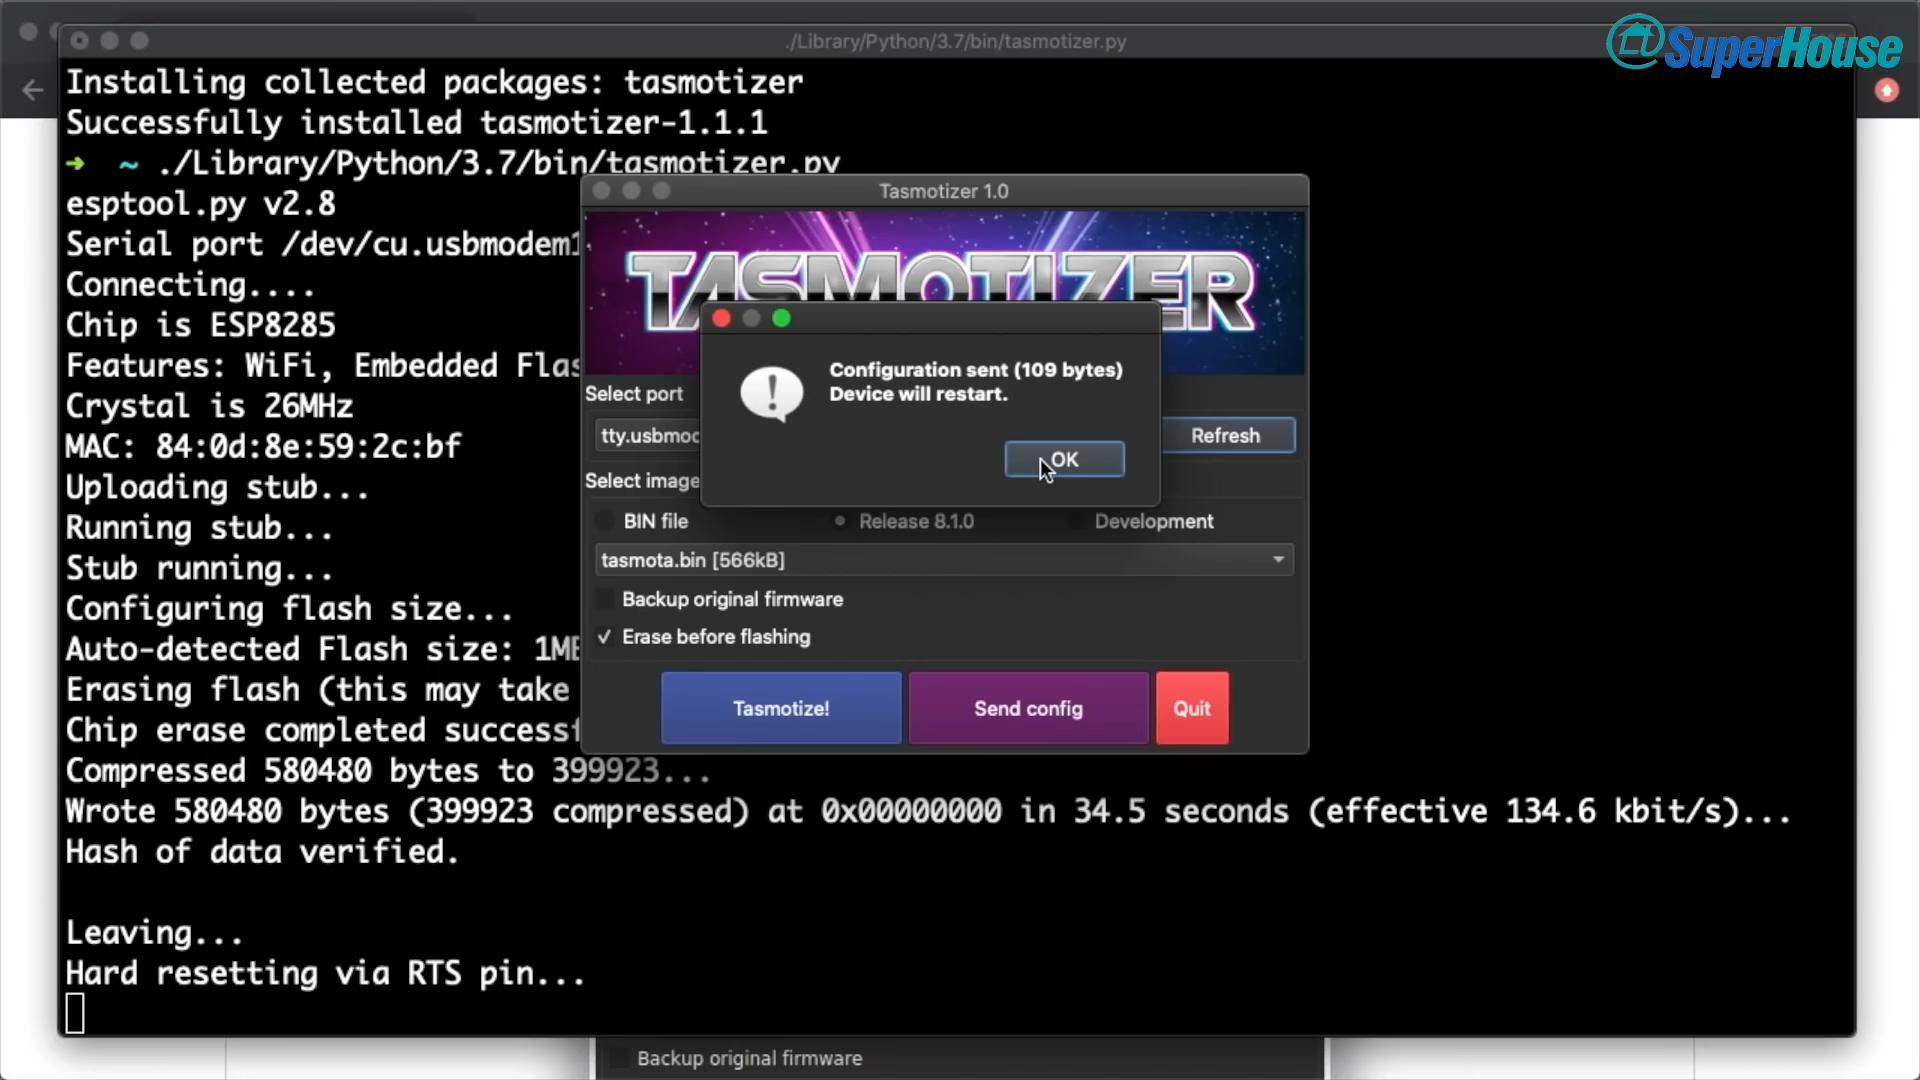 ./Library/Python/3.7/bin/tasmotizer.py
SuperHouse
Installing collected packages: tasmotizer
Successfully installed tasmotizer-1.1.1
➜ ~ ./Library/Python/3.7/bin/tasmotizer.py
esptool.py v2.8
Serial port /dev/cu.usbmodem
Connecting....
Chip is ESP8285
Features: WiFi, Embedded Flas
Crystal is 26MHz
MAC: 84:0d:8e:59:2c:bf
Uploading stub...
Running stub...
Stub running...
Configuring flash size...
Auto-detected Flash size: 1M
Erasing flash (this may take
Chip erase completed success
Compressed 580480 bytes to 399923...
Wrote 580480 bytes (399923 compressed) at 0x00000000 in 34.5 seconds (effective 134.6 kbit/s)...
Hash of data verified.
Leaving...
Hard resetting via RTS pin...
Tasmotizer 1.0
TASMOTIZER
Select port
tty.usbmod
Refresh
Configuration sent (109 bytes)
Device will restart.
OK
Select image
BIN file
Release 8.1.0
Development
tasmota.bin [566kB]
Backup original firmware
✓ Erase before flashing
Tasmotize!
Send config
Quit
Backup original firmware